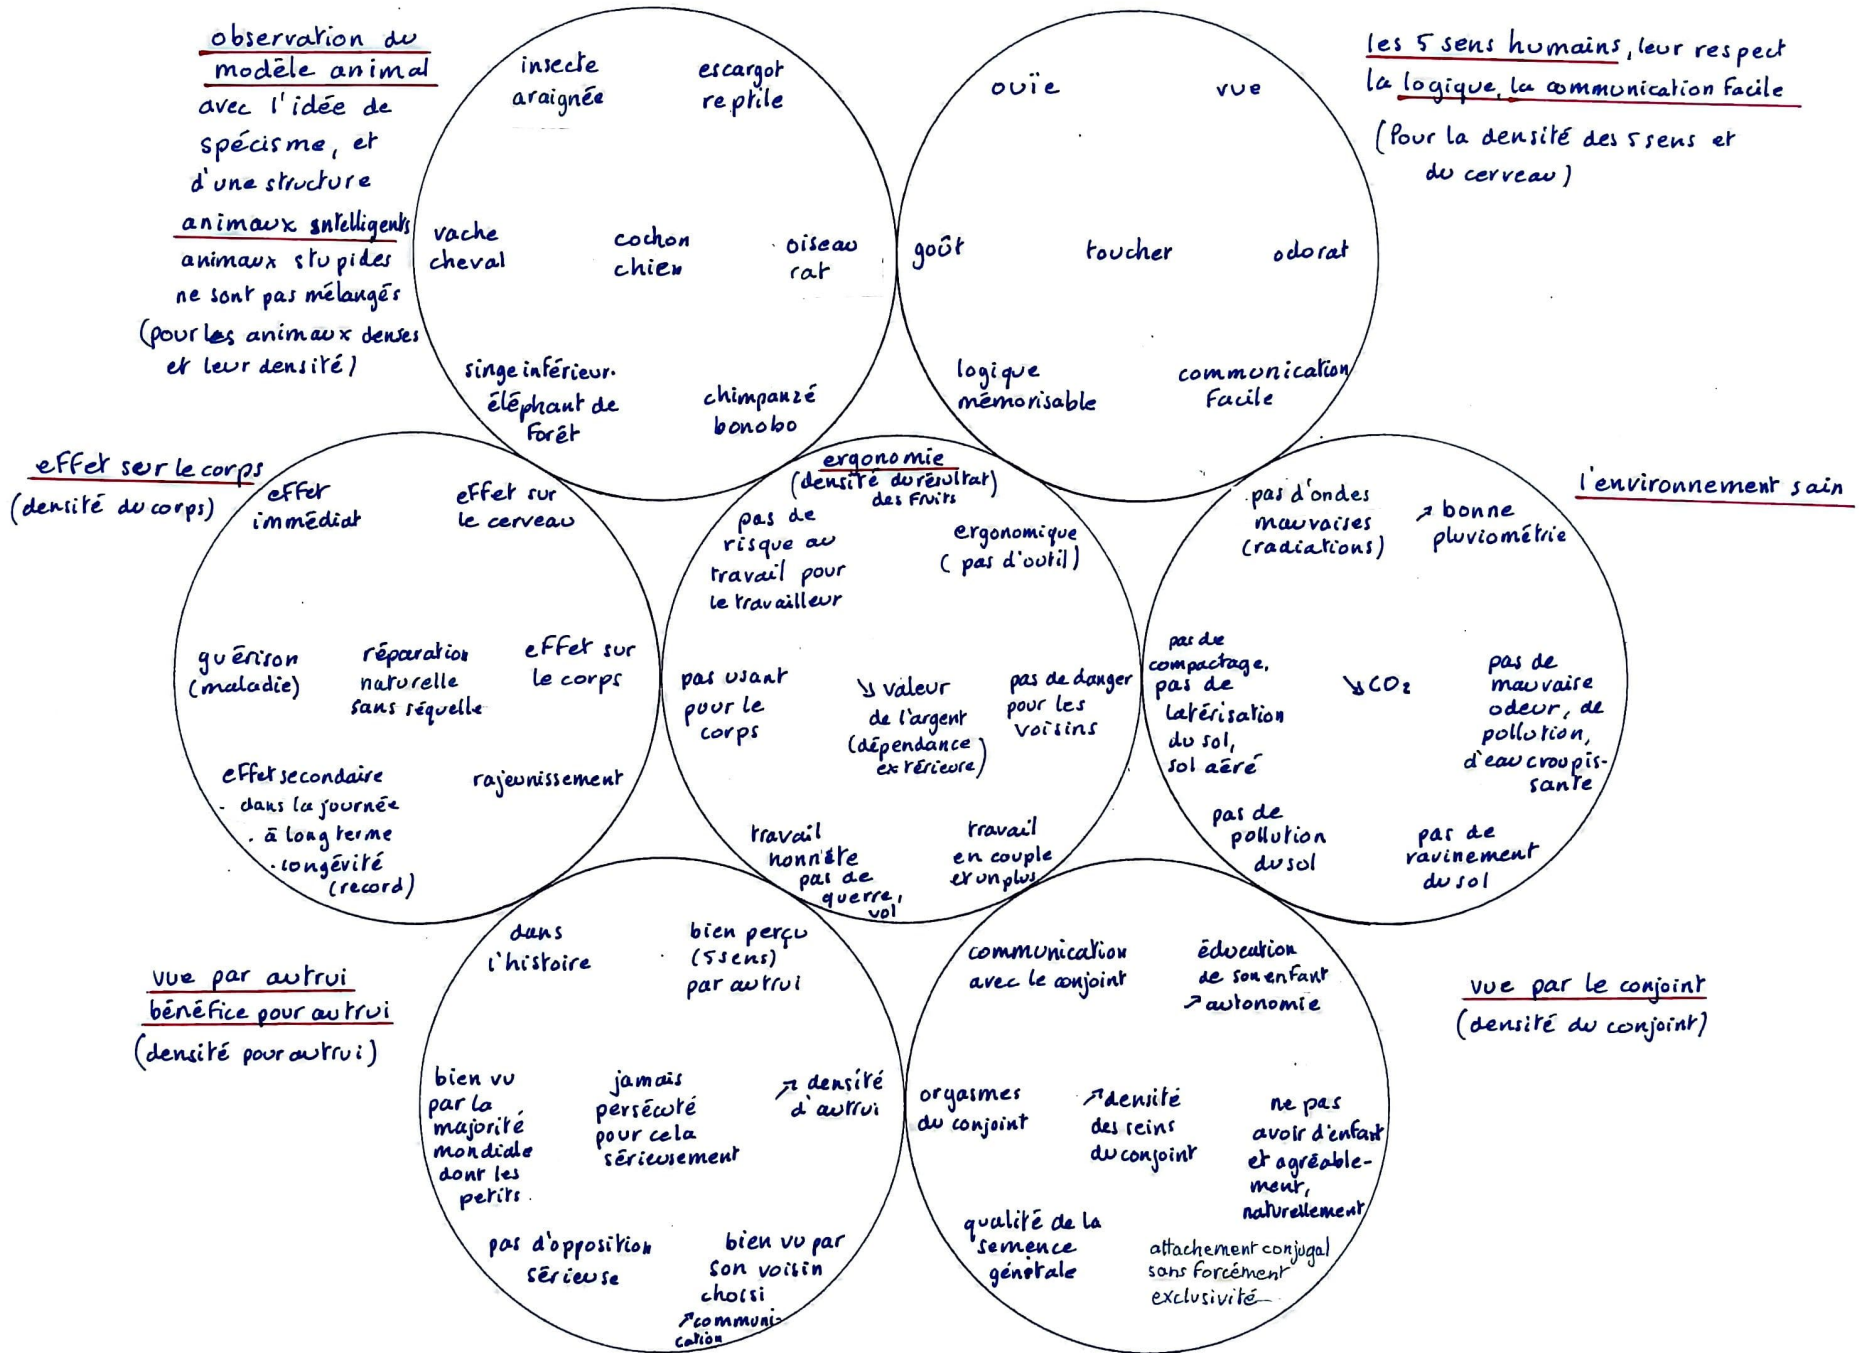 observation du
modèle animal
avec l'idée de
spécisme, et
d'une structure
animaux intelligents
animaux stupides
ne sont pas mélangés
(pour les animaux denses
et leur densité)
insecte
araignée
escargot
reptile
vache
cheval
cochon
chien
oiseau
rat
singe inférieur.
éléphant de
forêt
chimpanzé
bonobo
les 5 sens humains, leur respect
la logique, la communication facile
(Pour la densité des 5 sens et
du cerveau)
ouïe
vue
goût
toucher
odorat
logique
mémorisable
communication
facile
effet sur le corps
(densité du corps)
effet
immédiat
effet sur
le cerveau
guérison
(maladie)
réparation
naturelle
sans séquelle
effet sur
le corps
effet secondaire
- dans la journée
- à long terme
- longévité
(record)
rajeunissement
ergonomie
(densité du résultat)
des fruits
pas de
risque au
travail pour
le travailleur
ergonomique
(pas d'outil)
pas usant
pour le
corps
↘ valeur
de l'argent
(dépendance
extérieure)
pas de danger
pour les
voisins
travail
honnête
pas de
guerre,
vol
travail
en couple
et un plus
l'environnement sain
pas d'ondes
mauvaises
(radiations)
↗ bonne
pluviométrie
pas de
compactage,
pas de
latérisation
du sol,
sol aéré
↘ CO2
pas de
mauvaise
odeur, de
pollution,
d'eau croupis-
sante
pas de
pollution
du sol
pas de
ravinement
du sol
vue par autrui
bénéfice pour autrui
(densité pour autrui)
dans
l'histoire
bien perçu
(5 sens)
par autrui
bien vu
par la
majorité
mondiale
dont les
petits.
jamais
persécuté
pour cela
sérieusement
↗ densité
d'autrui
pas d'opposition
sérieuse
bien vu par
son voisin
choisi
↗ communi-
cation
vue par le conjoint
(densité du conjoint)
communication
avec le conjoint
éducation
de son enfant
↗ autonomie
orgasmes
du conjoint
↗ densité
des reins
du conjoint
ne pas
avoir d'enfant
et agréable-
ment,
naturellement
qualité de la
semence
génitale
attachement conjugal
sans forcément
exclusivité